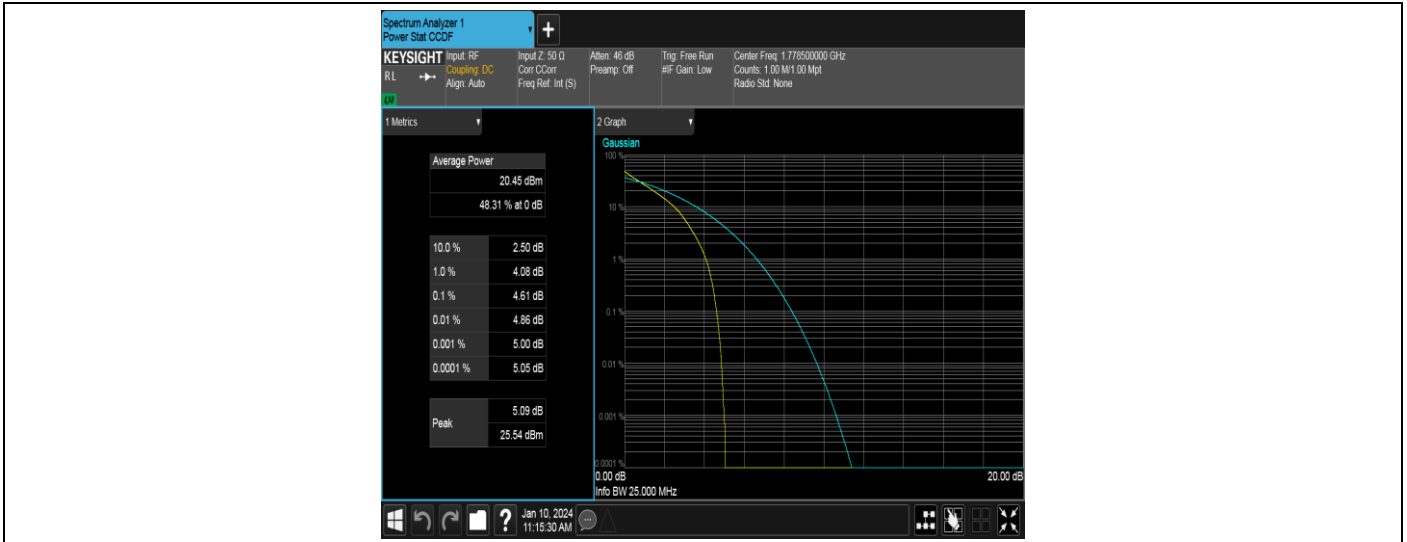 Spectrum Analyzer 1
Power Stat CCDF
+
KEYSIGHT
RL
LXI
Input: RF
Coupling: DC
Align: Auto
Input Z: 50 Ω
Corr CCorr
Freq Ref: Int (S)
Atten: 46 dB
Preamp: Off
Trig: Free Run
#IF Gain: Low
Center Freq: 1.778500000 GHz
Counts: 1.00 M/1.00 Mpt
Radio Std: None
1 Metrics
Average Power
20.45 dBm
48.31 % at 0 dB
10.0 % 2.50 dB
1.0 % 4.08 dB
0.1 % 4.61 dB
0.01 % 4.86 dB
0.001 % 5.00 dB
0.0001 % 5.05 dB
Peak
5.09 dB
25.54 dBm
2 Graph
Gaussian
100 %
10 %
1 %
0.1 %
0.01 %
0.001 %
0.0001 %
0.00 dB 20.00 dB
Info BW 25.000 MHz
?
Jan 10, 2024
11:15:30 AM